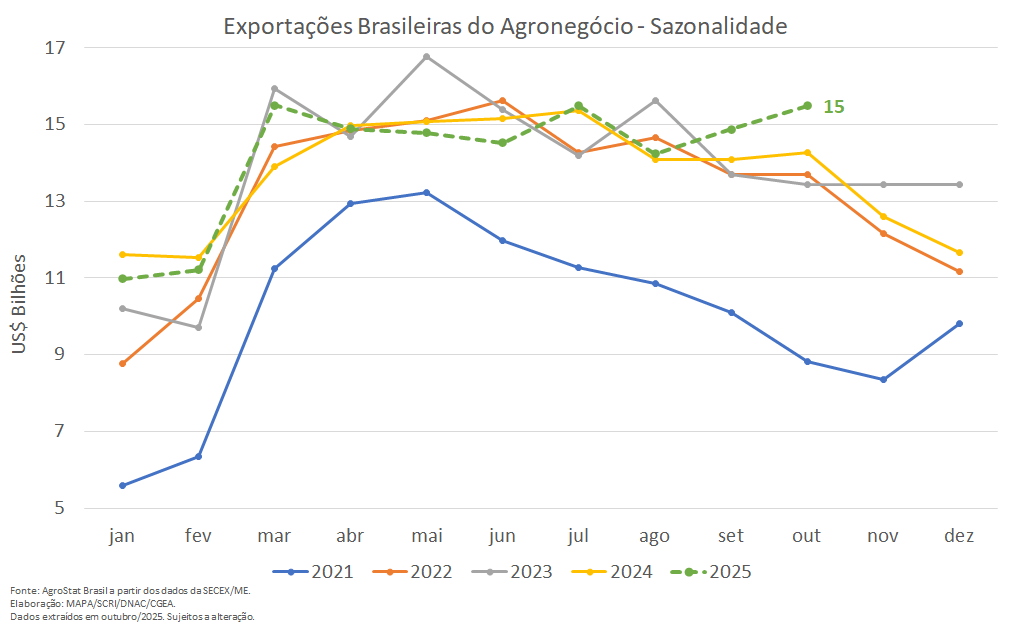 Exportações Brasileiras do Agronegócio - Sazonalidade
US$ Bilhões
17
15
13
11
9
7
5
15
jan fev mar abr mai jun jul ago set out nov dez
2021 2022 2023 2024 2025
Fonte: AgroStat Brasil a partir dos dados da SECEX/ME.
Elaboração: MAPA/SCRI/DNAC/CGEA.
Dados extraídos em outubro/2025. Sujeitos a alteração.